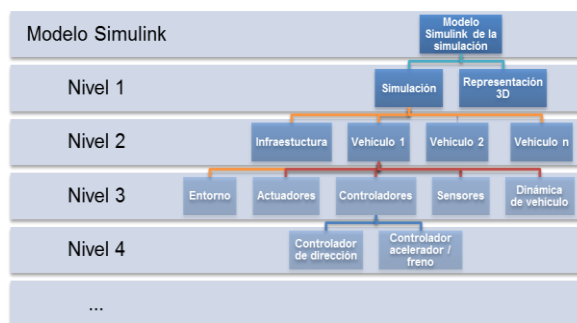 Modelo Simulink
Modelo
Simulink de la
simulación
Nivel 1
Simulación
Representación
3D
Nivel 2
Infraestuctura
Vehículo 1
Vehículo 2
Vehículo n
Nivel 3
Entorno
Actuadores
Controladores
Sensores
Dinámica
de vehículo
Nivel 4
Controlador
de dirección
Controlador
acelerador /
freno
...